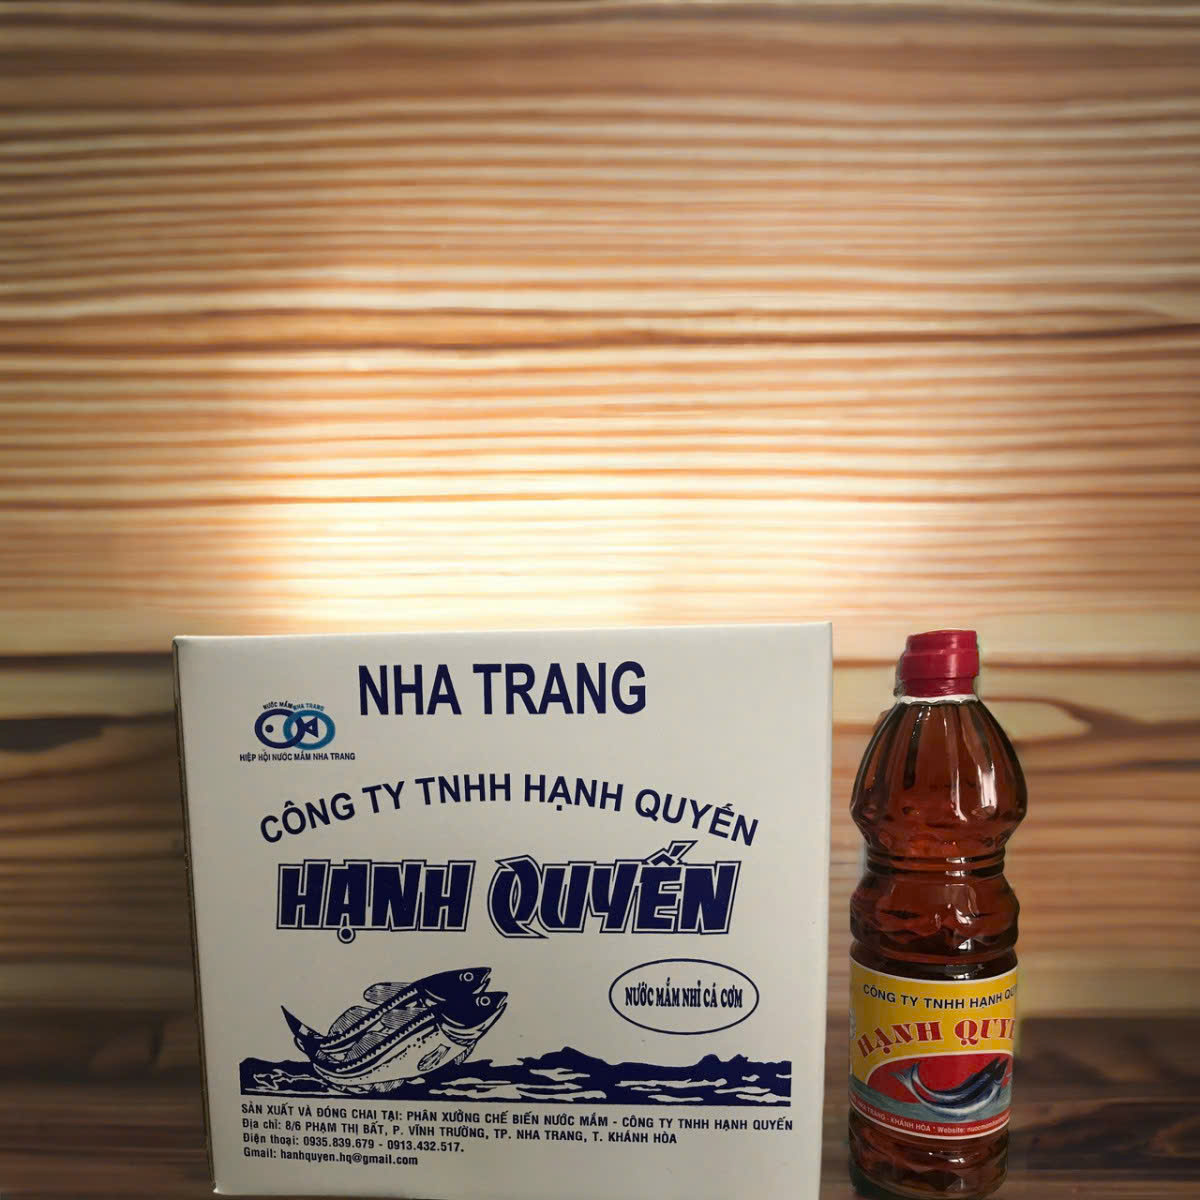 NHA TRANG
NƯỚC MẮM NHA TRANG
HIỆP HỘI NƯỚC MẮM NHA TRANG
CÔNG TY TNHH HẠNH QUYẾN
HẠNH QUYẾN
NƯỚC MẮM NHỈ CÁ CƠM
SẢN XUẤT VÀ ĐÓNG CHAI TẠI: PHÂN XƯỞNG CHẾ BIẾN NƯỚC MẮM - CÔNG TY TNHH HẠNH QUYẾN
Địa chỉ: 8/6 PHẠM THỊ BẤT, P. VĨNH TRƯỜNG, TP. NHA TRANG, T. KHÁNH HÒA
Điện thoại: 0935.839.679 - 0913.432.517.
Gmail: hanhquyen.hq@gmail.com
CÔNG TY TNHH HẠNH
HẠNH
TRANG - KHÁNH HÒA * Website: